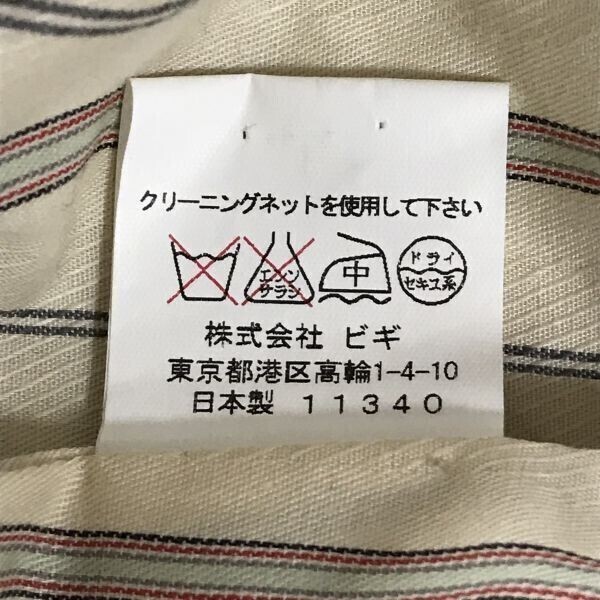 クリーニングネットを使用して下さい
エンソ
サラシ
中
ドライ
セキユ系
株式会社 ビギ
東京都港区高輪1-4-10
日本製 11340